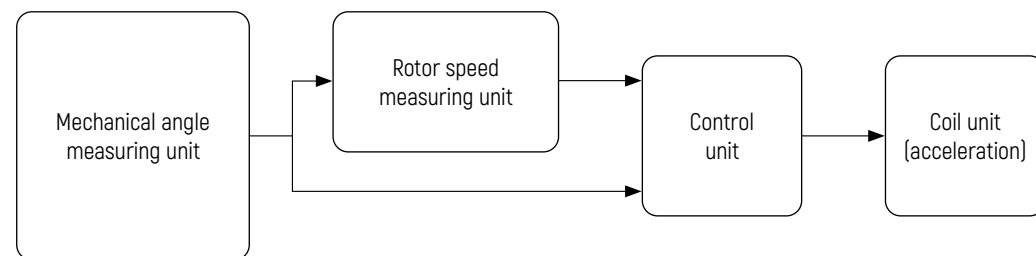 Mechanical angle
measuring unit
Rotor speed
measuring unit
Control
unit
Coil unit
(acceleration)